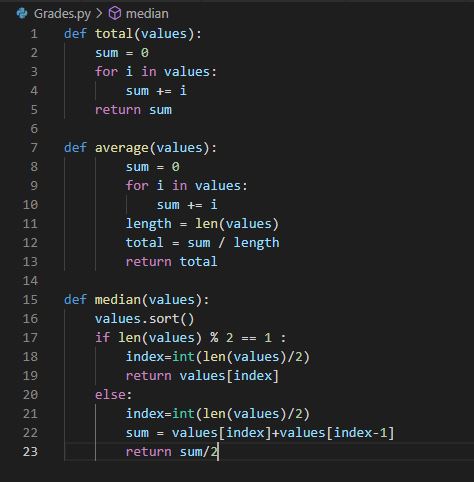 Grades.py > median
1 def total(values):
2     sum = 0
3     for i in values:
4         sum += i
5     return sum
6
7 def average(values):
8         sum = 0
9         for i in values:
10             sum += i
11         length = len(values)
12         total = sum / length
13         return total
14
15 def median(values):
16     values.sort()
17     if len(values) % 2 == 1 :
18         index=int(len(values)/2)
19         return values[index]
20     else:
21         index=int(len(values)/2)
22         sum = values[index]+values[index-1]
23         return sum/2